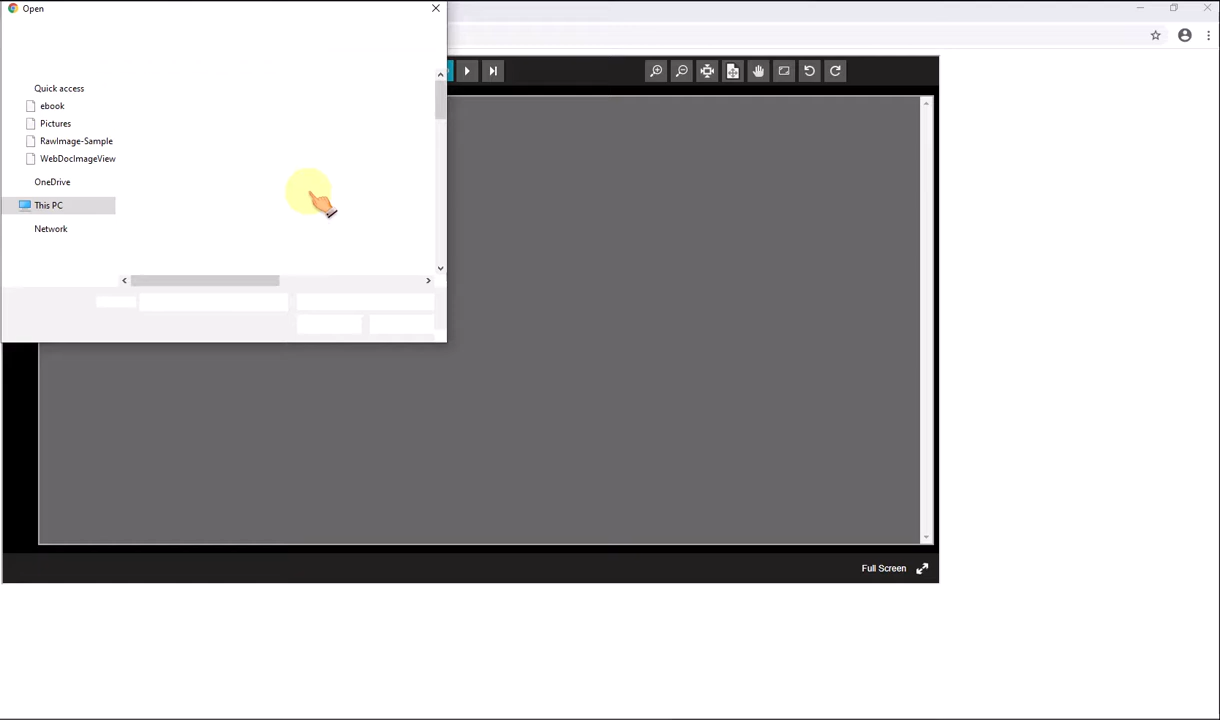 Open
Quick access
ebook
Pictures
RawImage-Sample
WebDocImageView
OneDrive
This PC
Network
Full Screen